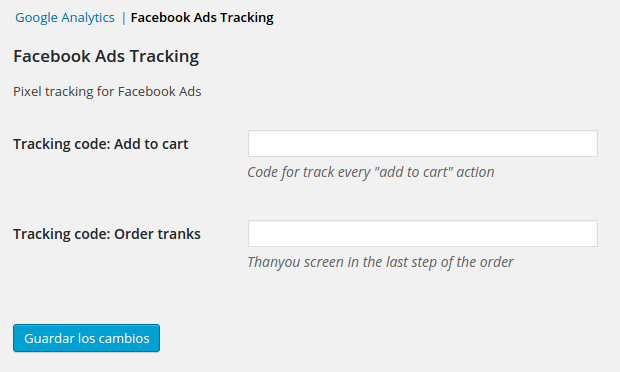 Google Analytics | Facebook Ads Tracking
Facebook Ads Tracking
Pixel tracking for Facebook Ads
Tracking code: Add to cart
Code for track every "add to cart" action
Tracking code: Order tranks
Thanyou screen in the last step of the order
Guardar los cambios